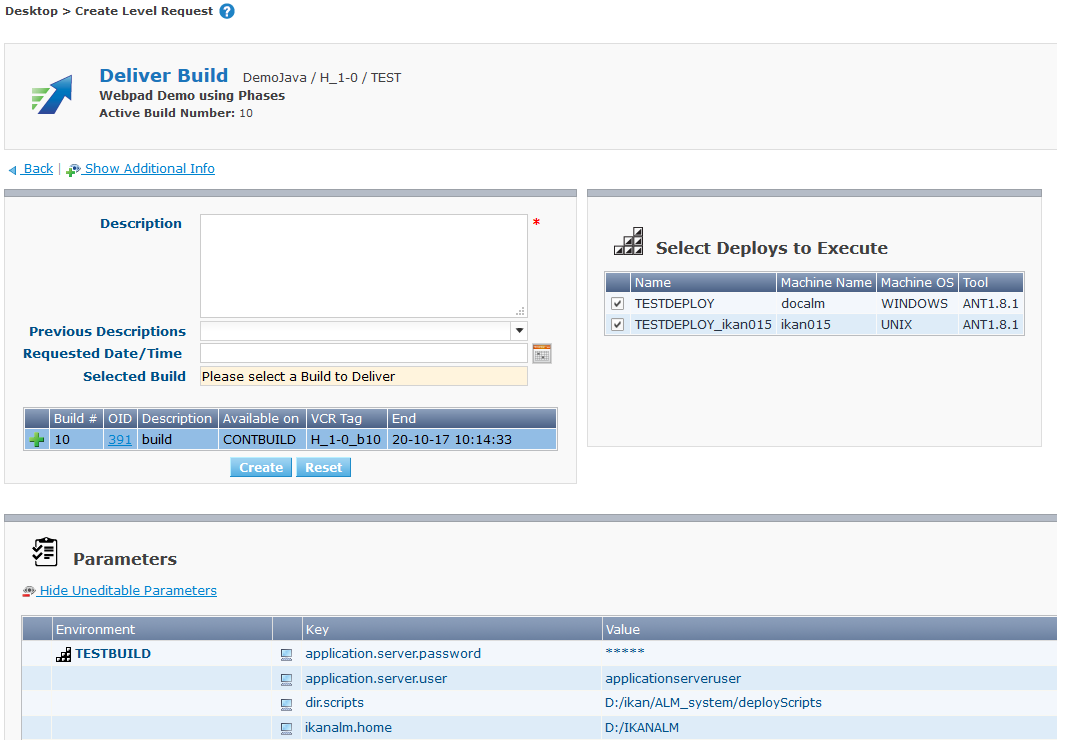 Desktop > Create Level Request ?
Deliver Build DemoJava / H_1-0 / TEST
Webpad Demo using Phases
Active Build Number: 10
Back | Show Additional Info
Description *
Previous Descriptions
Requested Date/Time
Selected Build Please select a Build to Deliver
Build # OID Description Available on VCR Tag End
10 391 build CONTBUILD H_1-0_b10 20-10-17 10:14:33
Create Reset
Select Deploys to Execute
Name Machine Name Machine OS Tool
TESTDEPLOY docalm WINDOWS ANT1.8.1
TESTDEPLOY_ikan015 ikan015 UNIX ANT1.8.1
Parameters
Hide Uneditable Parameters
Environment Key Value
TESTBUILD application.server.password *****
application.server.user applicationserveruser
dir.scripts D:/ikan/ALM_system/deployScripts
ikanalm.home D:/IKANALM